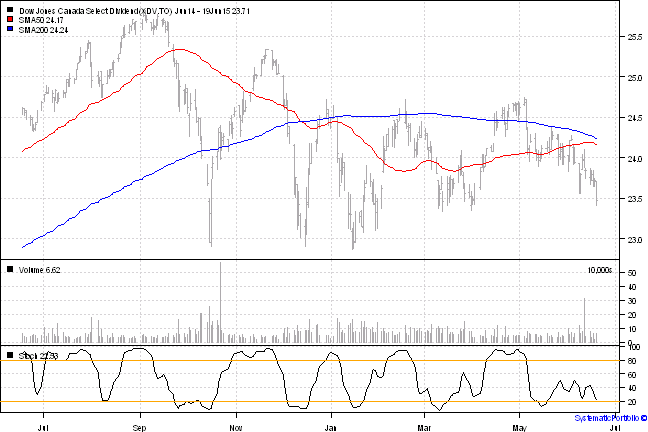 Dow Jones Canada Select Dividend(XDV.TO) Jun 14 - 19Jun15 23.71
SMA50 24.17
SMA200 24.24
25.5
25.0
24.5
24.0
23.5
23.0
Volume 6.62
10,000s
50
40
30
20
10
0
100
80
60
40
20
Jul
Sep
Nov
Jan
Mar
May
Jul
SystematicPortfolio ©